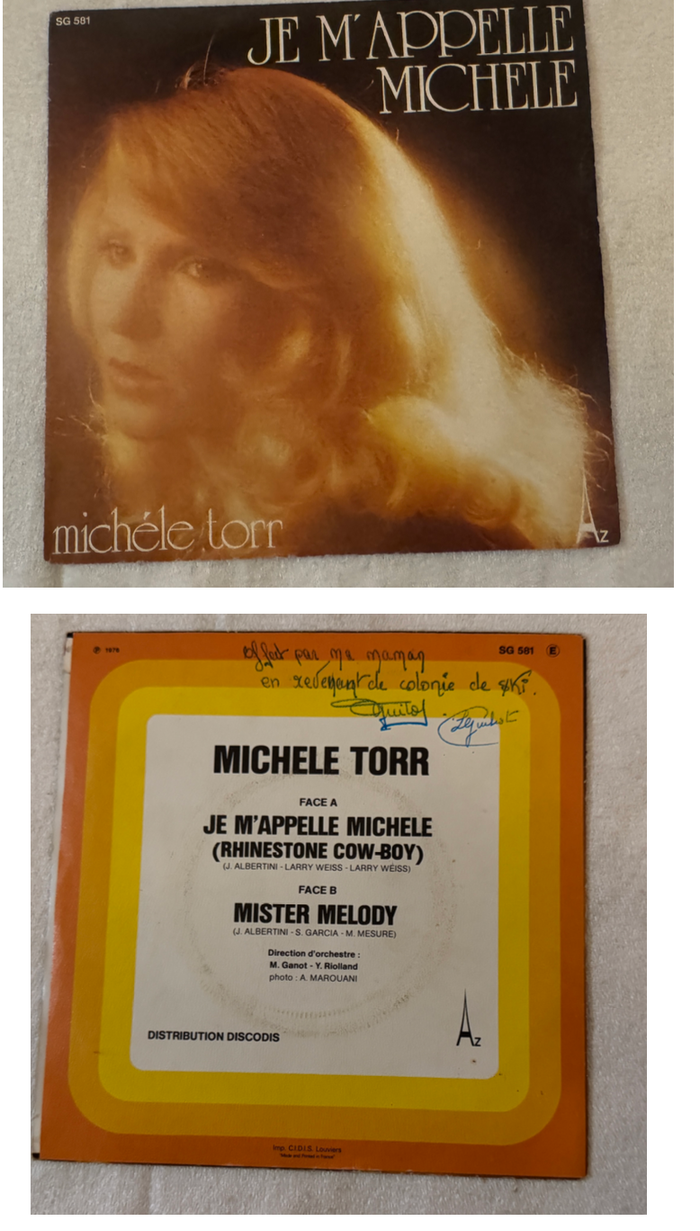 SG 581
JE M'APPELLE
MICHELE
michéle torr
Az
℗ 1976
SG 581 E
offert par ma maman
en revenant de colonie de ski.
MICHELE TORR
FACE A
JE M'APPELLE MICHELE
(RHINESTONE COW-BOY)
(J. ALBERTINI - LARRY WEISS - LARRY WEISS)
FACE B
MISTER MELODY
(J. ALBERTINI - S. GARCIA - M. MESURE)
Direction d'orchestre :
M. Ganot - Y. Riolland
photo : A. MAROUANI
DISTRIBUTION DISCODIS
Az
Imp. C.I.D.I.S. Louviers
"Made and Printed in France"